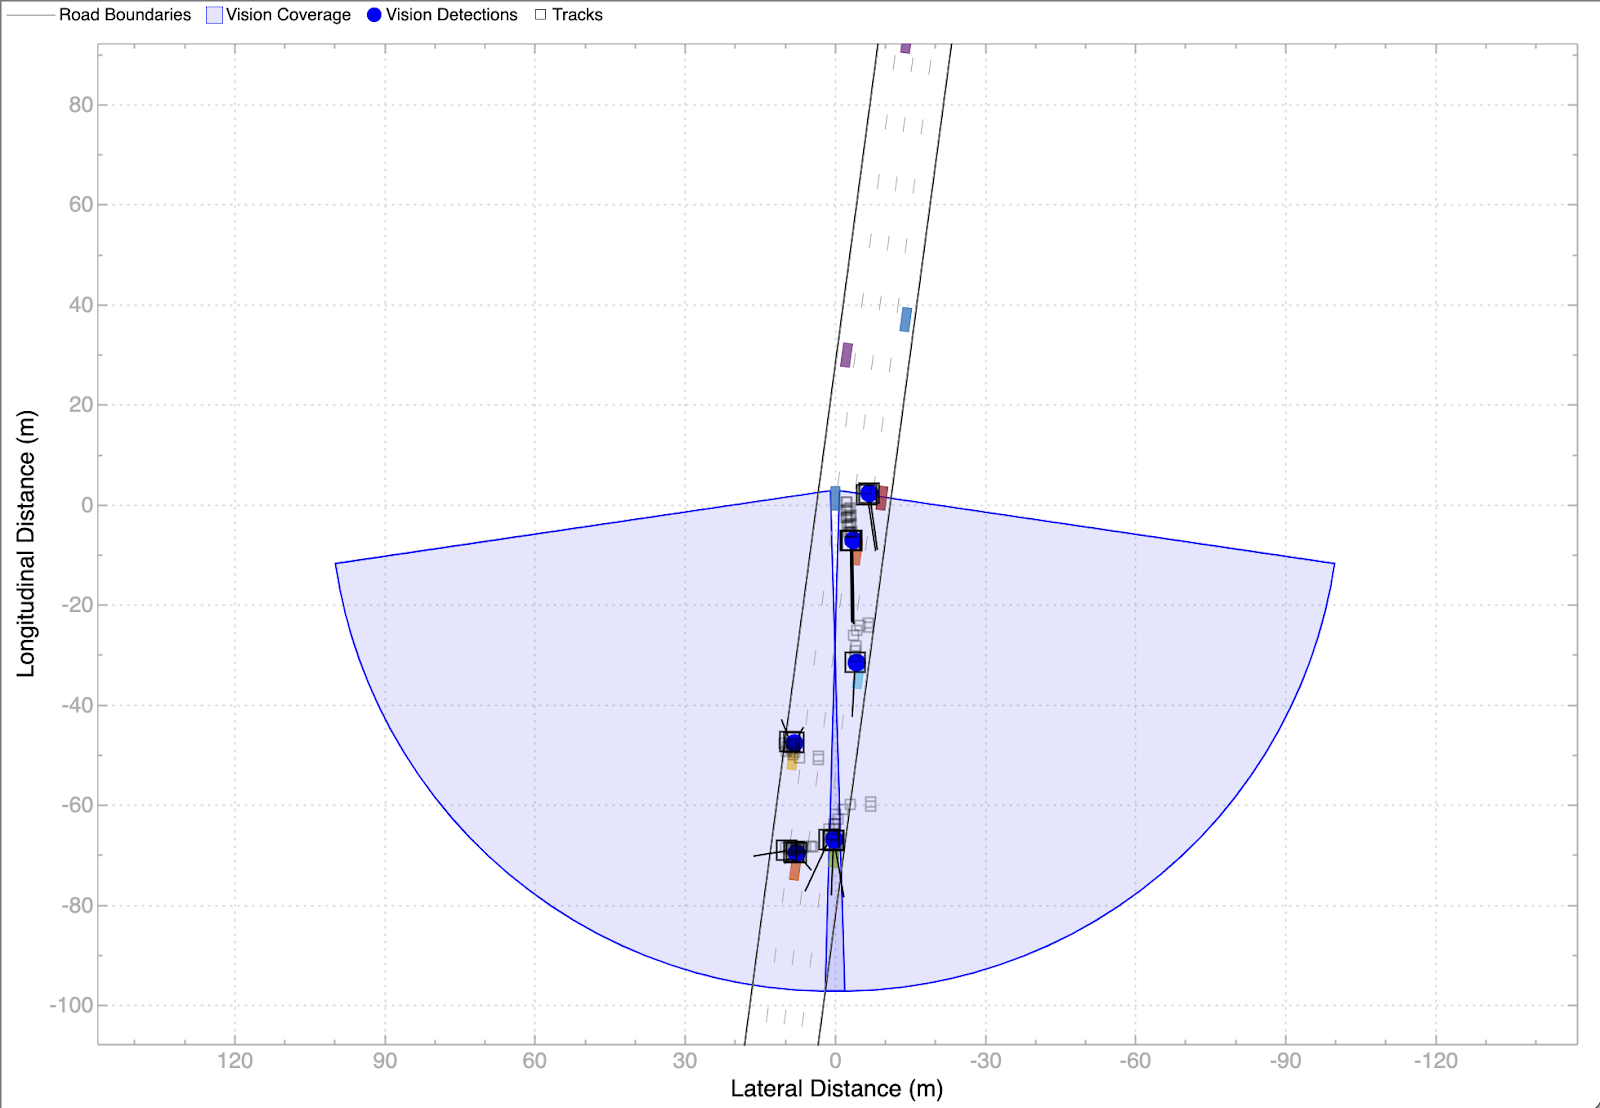 Road Boundaries Vision Coverage Vision Detections Tracks
80
60
40
20
0
-20
-40
-60
-80
-100
Longitudinal Distance (m)
120 90 60 30 0 -30 -60 -90 -120
Lateral Distance (m)